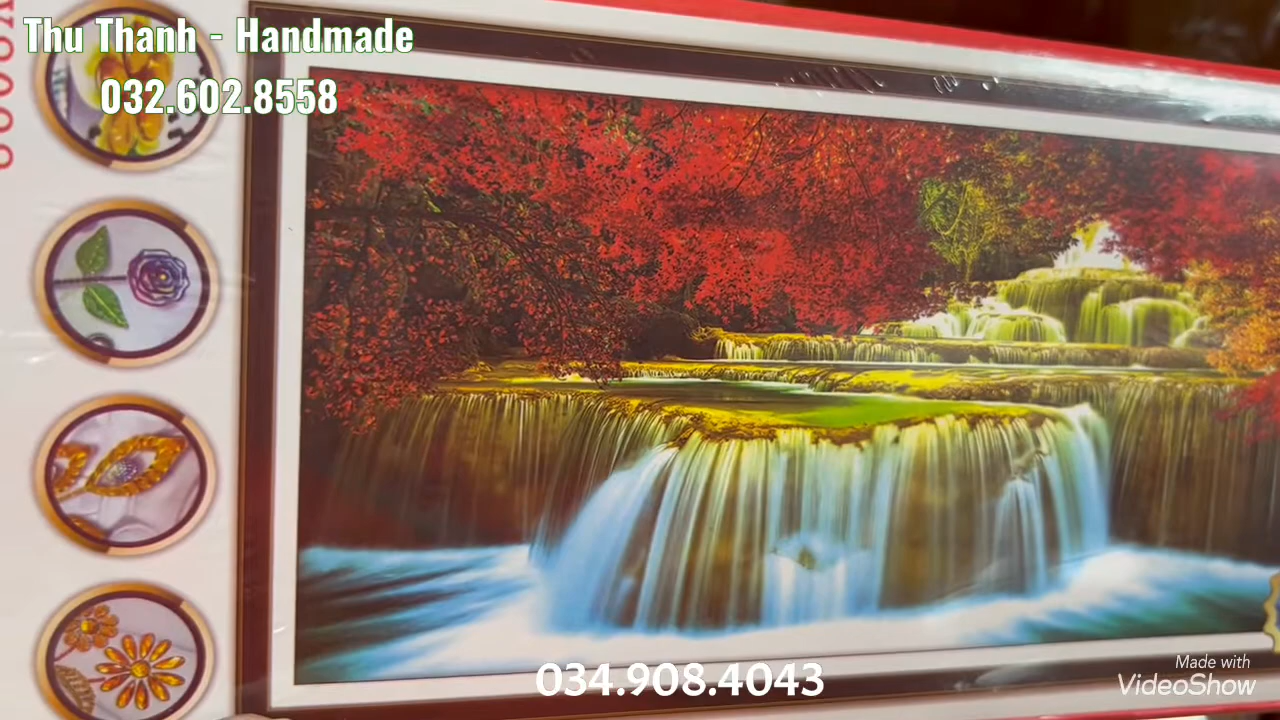 Thu Thanh - Handmade
032.602.8558
034.908.4043
Made with
VideoShow